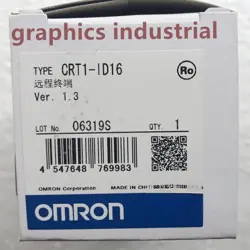 graphics industrial
TYPE CRT1-ID16
Ro
远程终端
Ver. 1.3
LOT No. 06319S QTY. 1
4 547648 769983
OMRON Corporation
OMRON